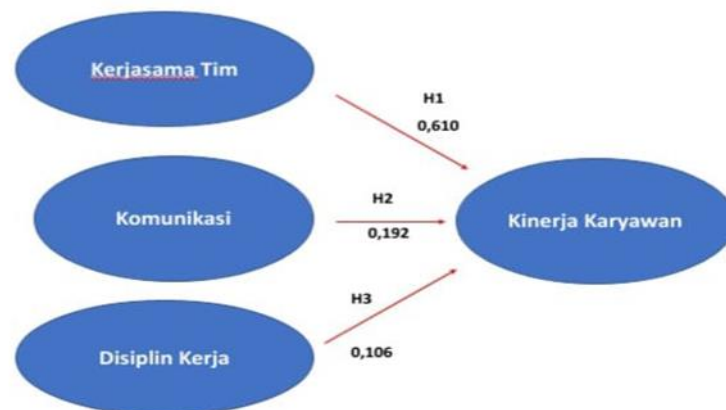 Kerjasama Tim
H1
0,610
Komunikasi
H2
0,192
Kinerja Karyawan
H3
0,106
Disiplin Kerja